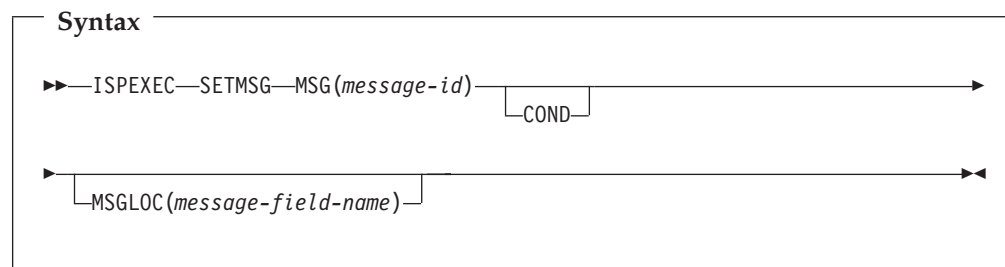 Syntax
ISPEXEC SETMSG MSG(message-id)
COND
MSGLOC(message-field-name)